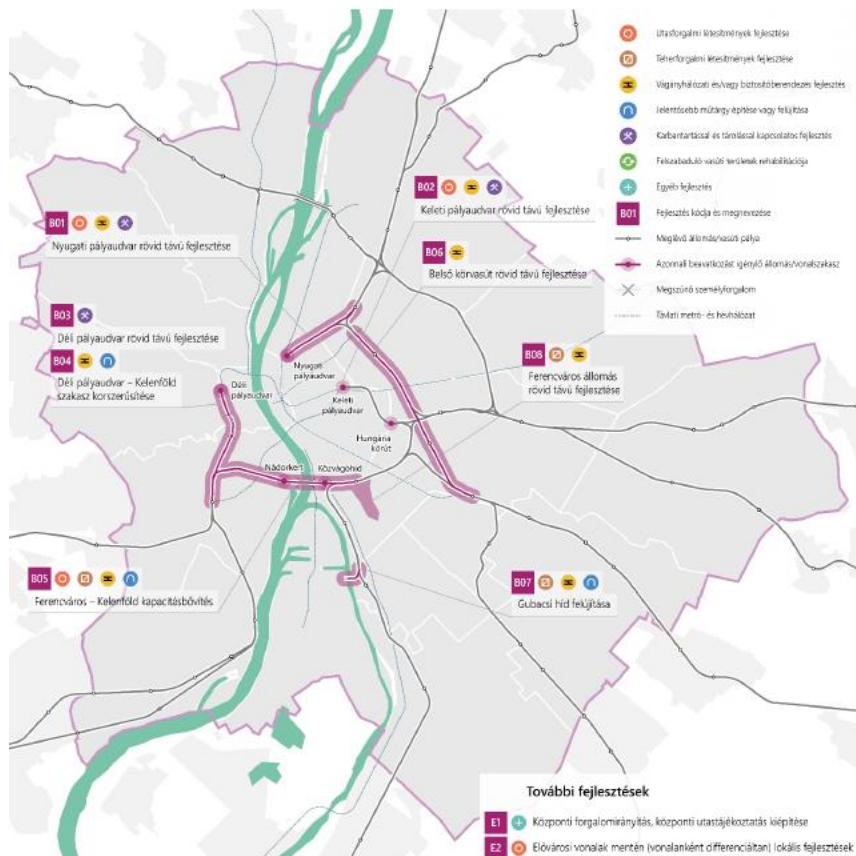 Utasforgalmi létesítmények fejlesztése
Teherforgalmi létesítmények fejlesztése
Vágányhálózati és/vagy biztosítóberendezés fejlesztés
Jelentősebb műtárgy építése vagy felújítása
Karbantartással és tárolással kapcsolatos fejlesztés
Felszabaduló vasúti területek rehabilitációja
Egyéb fejlesztés
B01 Fejlesztés kódja és megnevezése
Meglévő állomás/vasúti pálya
Azonnali beavatkozást igénylő állomás/vonalszakasz
Megszűnő személyforgalom
Távlati metró- és hévhálózat
B02
Keleti pályaudvar rövid távú fejlesztése
B01
Nyugati pályaudvar rövid távú fejlesztése
B06
Belső körvasút rövid távú fejlesztése
B03
Déli pályaudvar rövid távú fejlesztése
B04
Déli pályaudvar – Kelenföld
szakasz korszerűsítése
B08
Ferencváros állomás
rövid távú fejlesztése
Nyugati
pályaudvar
Déli
pályaudvar
Keleti
pályaudvar
Hungária
körút
Nádorkert
Közvágóhíd
B05
Ferencváros – Kelenföld kapacitásbővítés
B07
Gubacsi híd felújítása
További fejlesztések
E1 Központi forgalomirányítás, központi utastájékoztatás kiépítése
E2 Elővárosi vonalak mentén (vonalanként differenciáltan) lokális fejlesztések